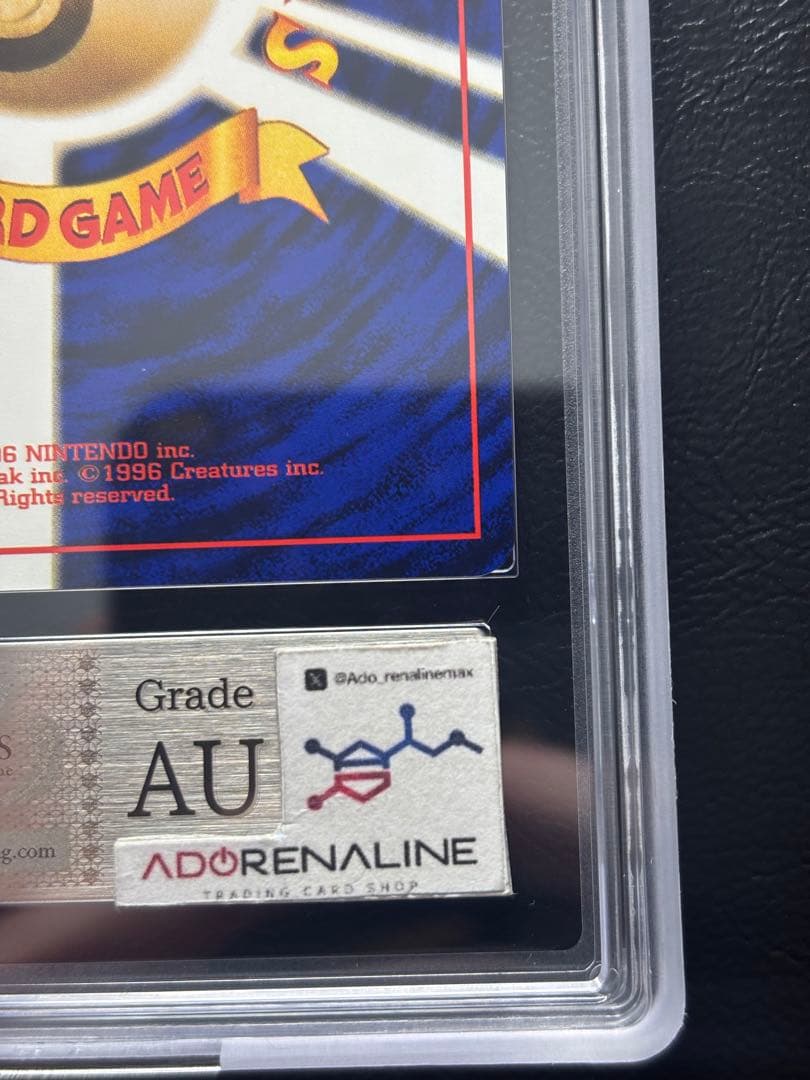 S
RD GAME
96 NINTENDO inc.
ak inc. ©1996 Creatures inc.
Rights reserved.
Grade
AU
S
g.com
@Ado_renalinemax
ADORENALINE
TRADING CARD SHOP